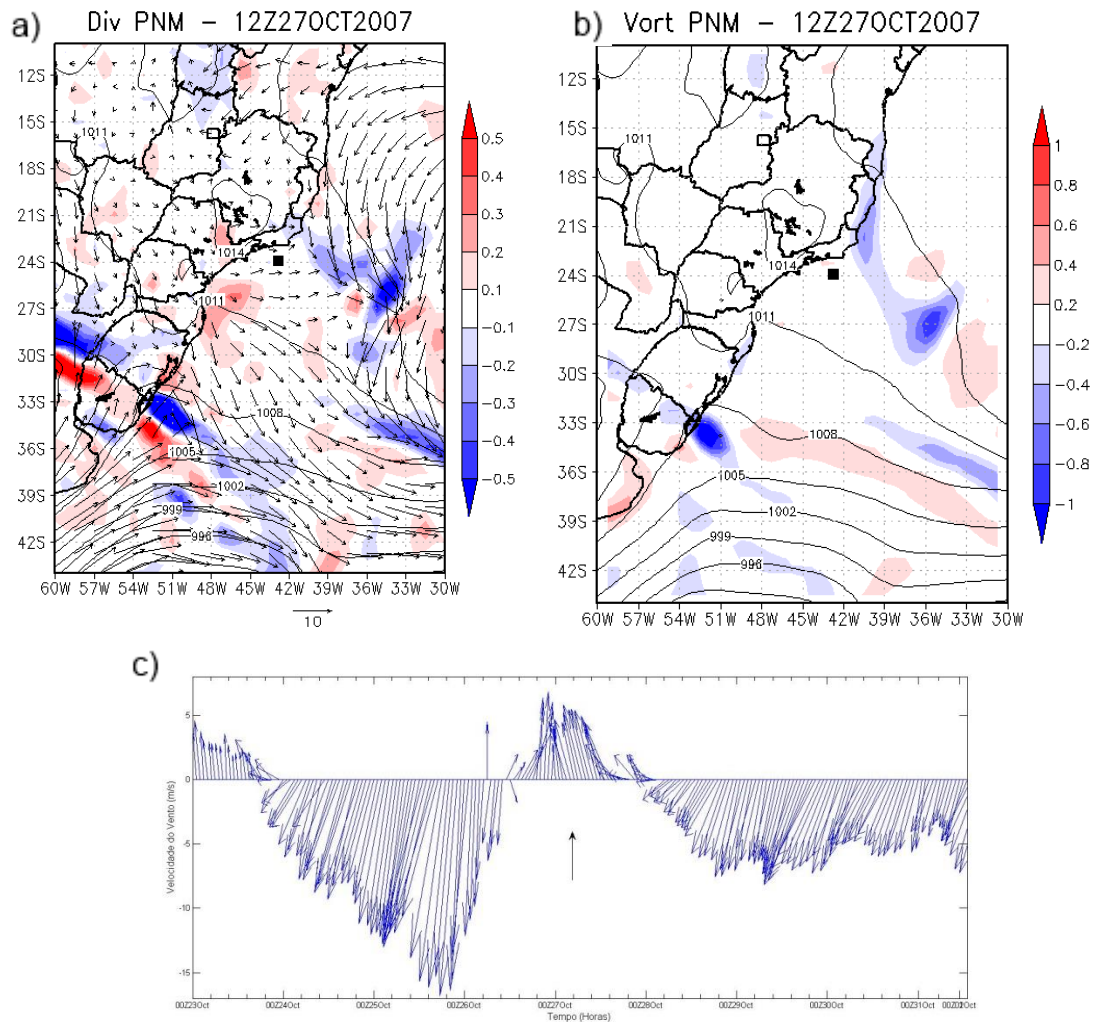 a)
Div PNM - 12Z27OCT2007
12S
15S
18S
21S
24S
27S
30S
33S
36S
39S
42S
1011
1014
1011
1008
1005
1002
999
996
60W 57W 54W 51W 48W 45W 42W 39W 36W 33W 30W
10
0.5
0.4
0.3
0.2
0.1
-0.1
-0.2
-0.3
-0.4
-0.5
b)
Vort PNM - 12Z27OCT2007
12S
15S
18S
21S
24S
27S
30S
33S
36S
39S
42S
1011
1014
1011
1008
1005
1002
999
996
60W 57W 54W 51W 48W 45W 42W 39W 36W 33W 30W
1
0.8
0.6
0.4
0.2
-0.2
-0.4
-0.6
-0.8
-1
c)
Velocidade do Vento (m/s)
5
0
-5
-10
-15
00Z23Oct 00Z24Oct 00Z25Oct 00Z26Oct 00Z27Oct 00Z28Oct 00Z29Oct 00Z30Oct 00Z31Oct
Tempo (Horas)